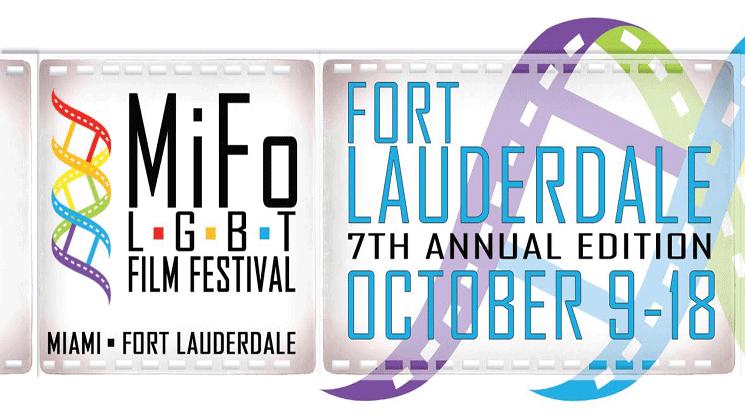 MiFo
L·G·B·T
FILM FESTIVAL
MIAMI ▪ FORT LAUDERDALE
FORT
LAUDERDALE
7TH ANNUAL EDITION
OCTOBER 9-18